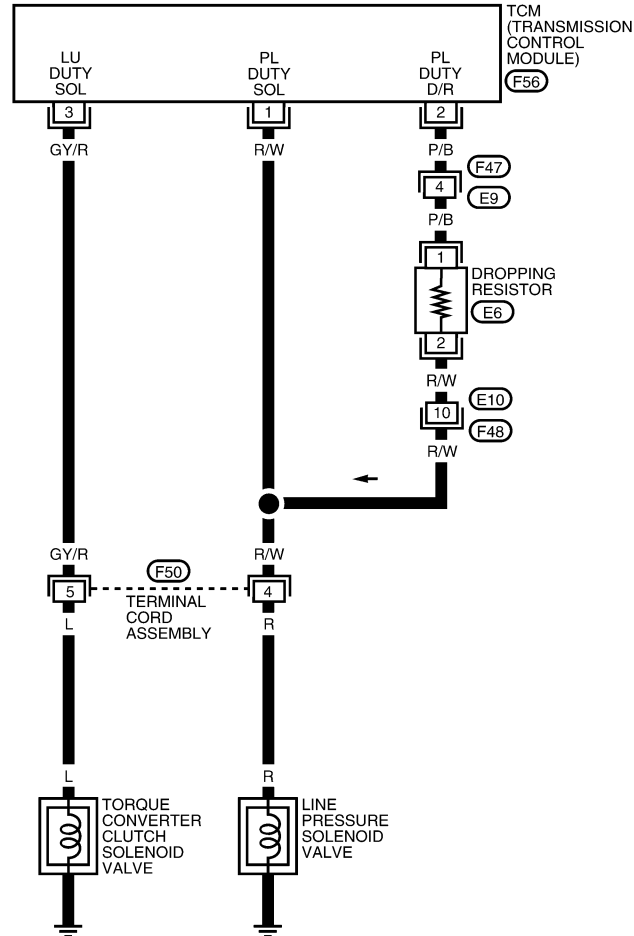 TCM
(TRANSMISSION
CONTROL
MODULE)
F56
LU
DUTY
SOL
PL
DUTY
SOL
PL
DUTY
D/R
3
1
2
GY/R
R/W
P/B
F47
4
E9
P/B
1
DROPPING
RESISTOR
E6
2
R/W
E10
10
F48
R/W
GY/R
R/W
F50
5
4
TERMINAL
CORD
ASSEMBLY
L
R
L
R
TORQUE
CONVERTER
CLUTCH
SOLENOID
VALVE
LINE
PRESSURE
SOLENOID
VALVE